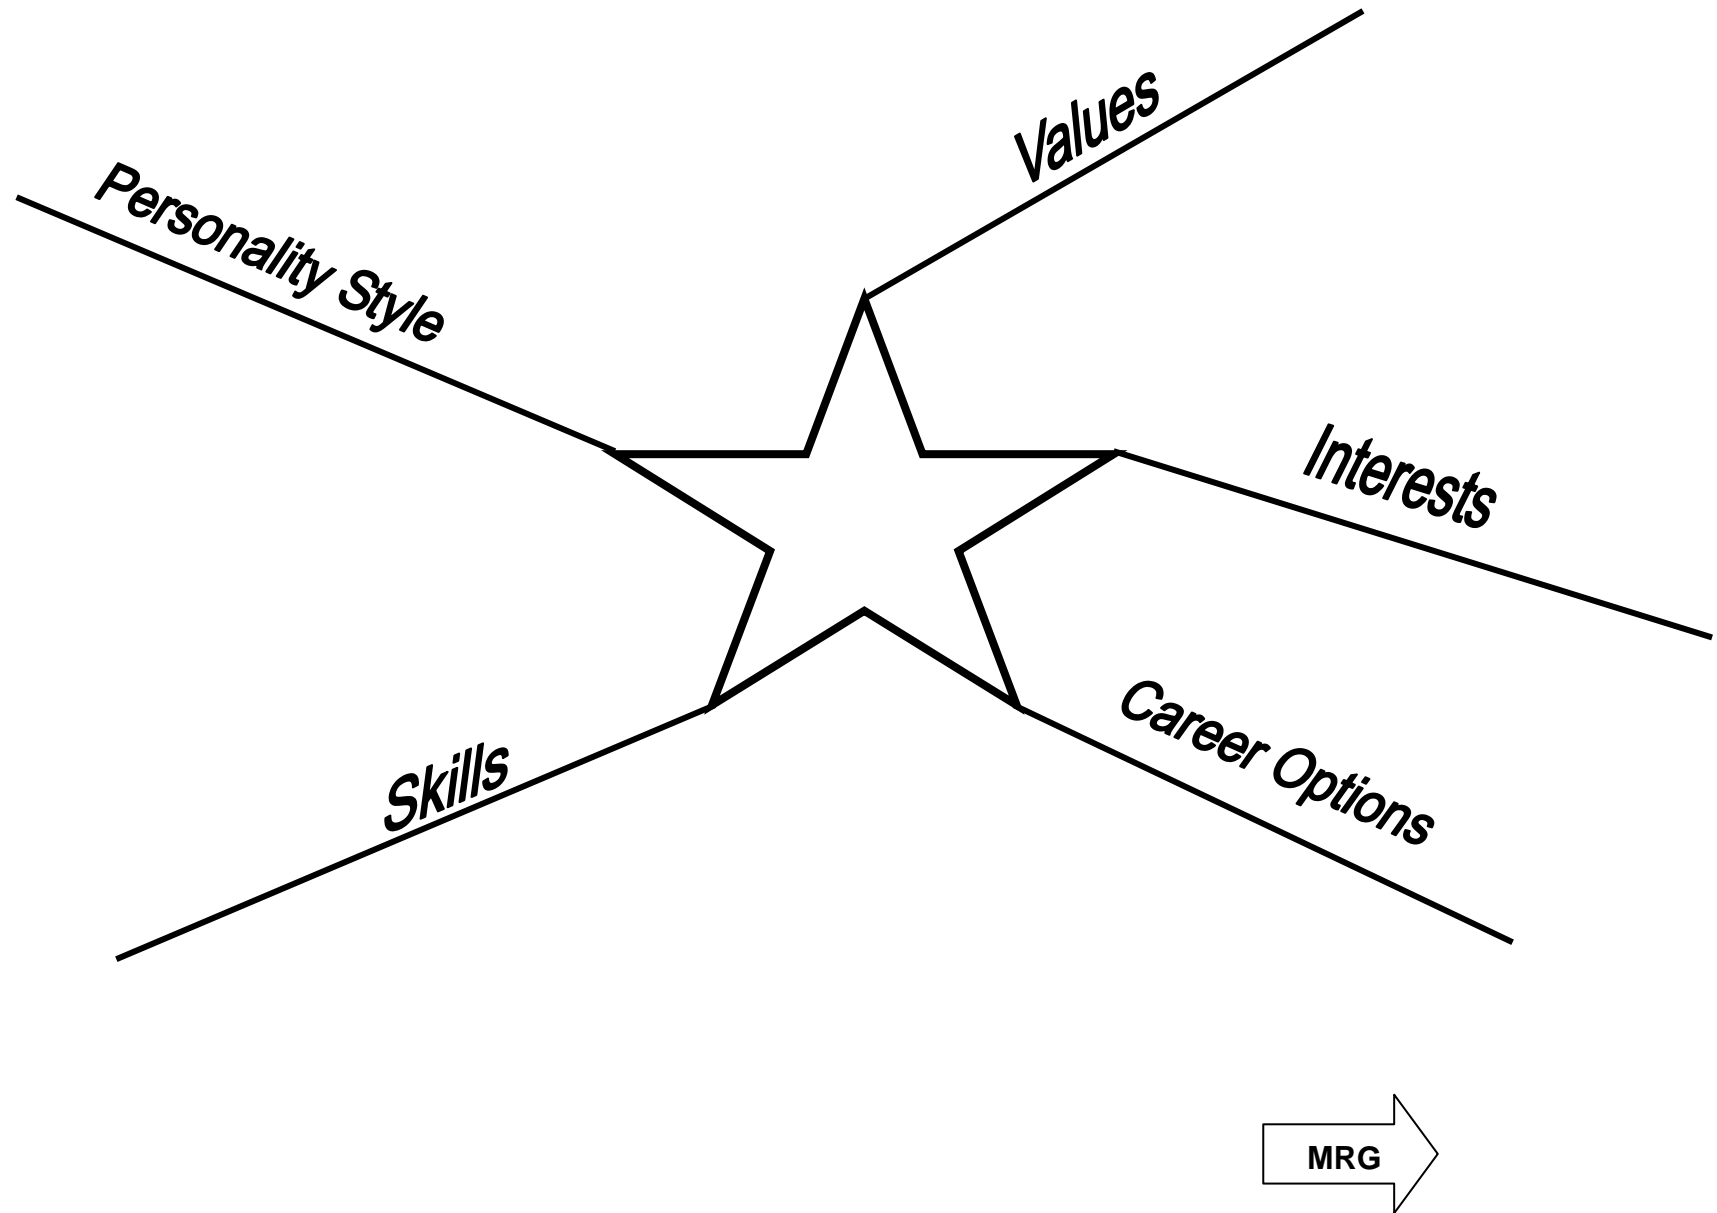 Values
Personality Style
Interests
Career Options
Skills
MRG